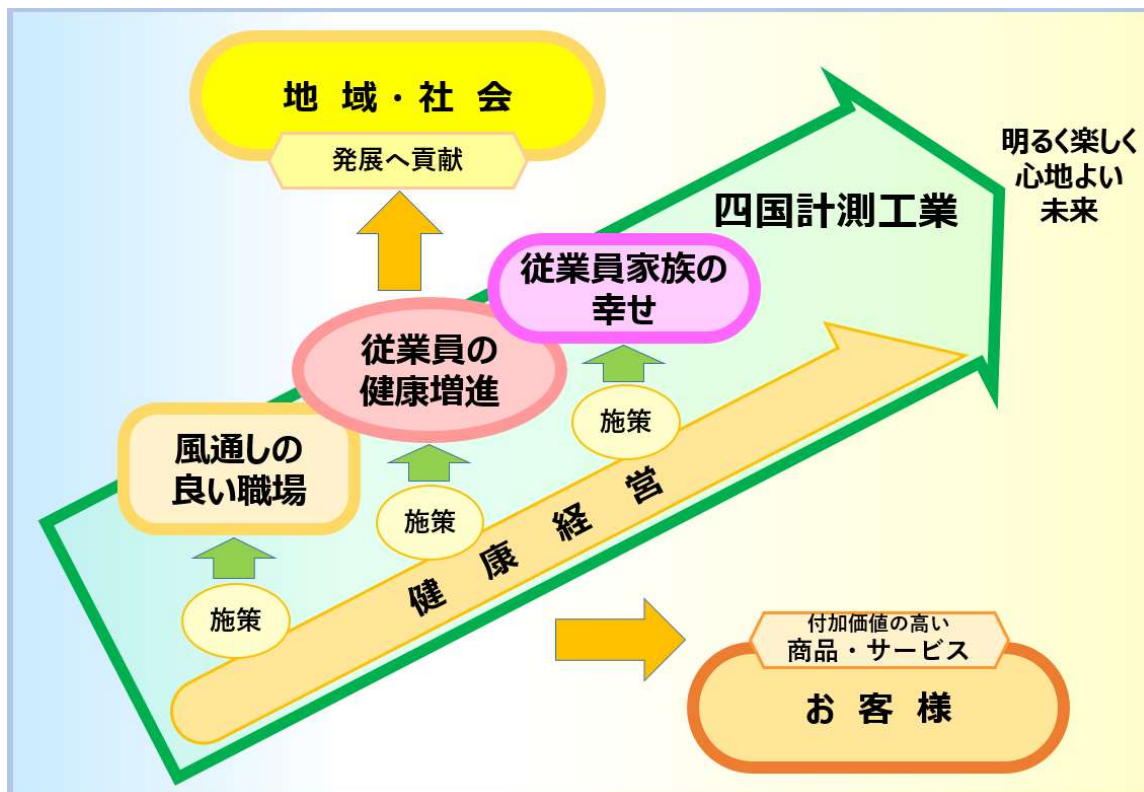 地域・社会
発展へ貢献
明るく楽しく
心地よい
未来
四国計測工業
従業員家族の
幸せ
従業員の
健康増進
風通しの
良い職場
施策
施策
施策
健康経営
付加価値の高い
商品・サービス
お客様